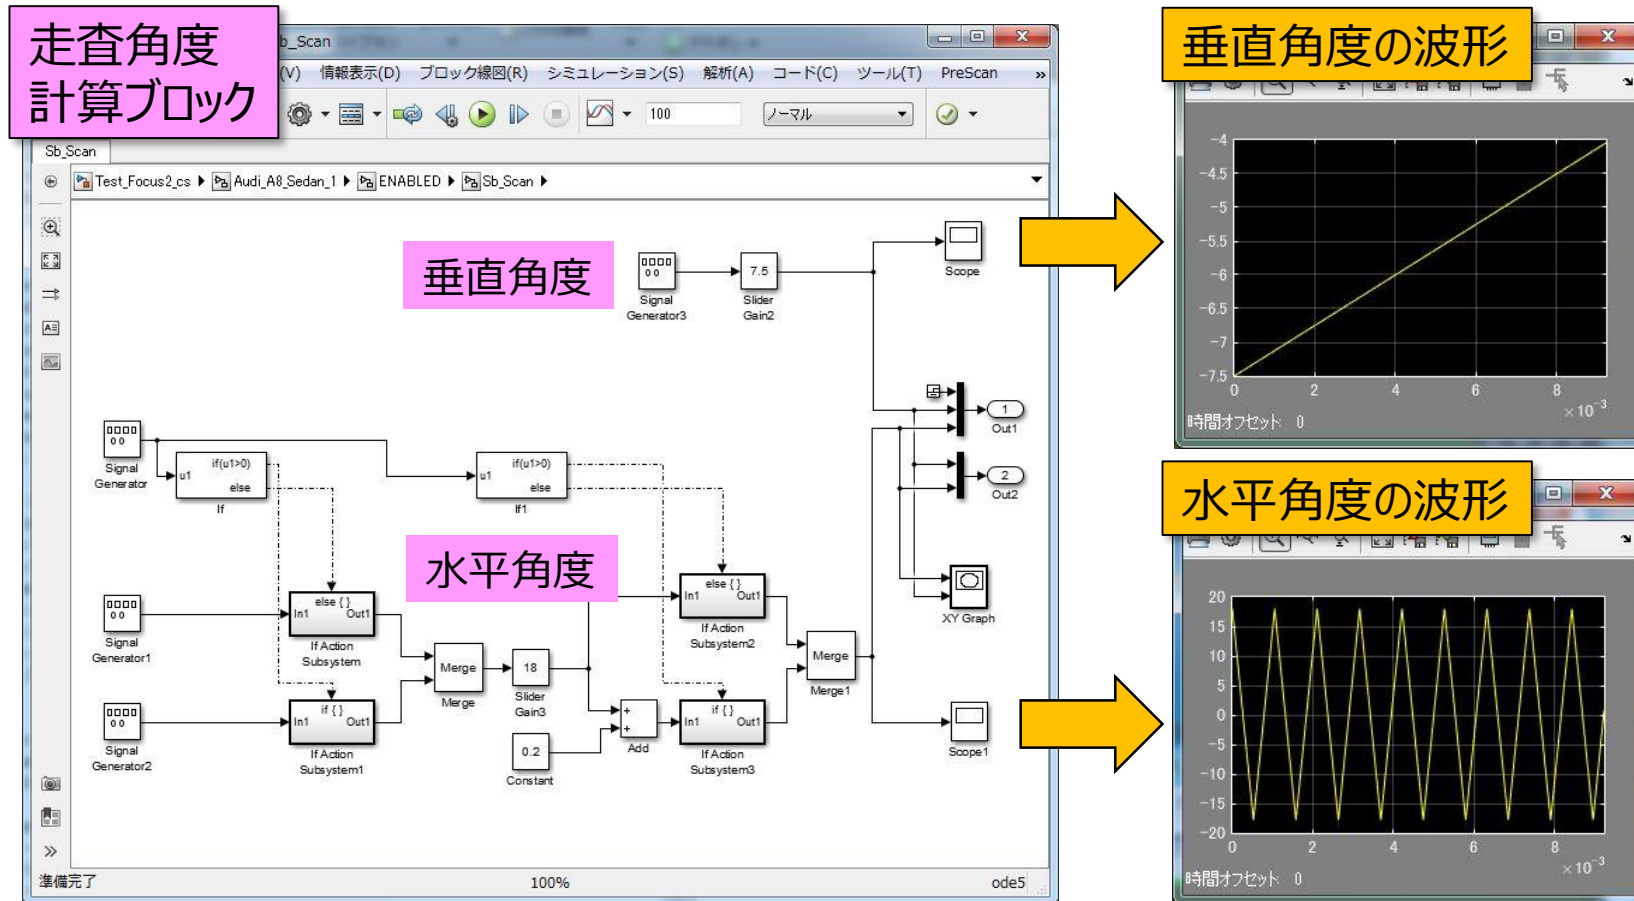 走査角度
計算ブロック
b_Scan
(V) 情報表示(D) ブロック線図(R) シミュレーション(S) 解析(A) コード(C) ツール(T) PreScan »
100 ノーマル
Sb_Scan
Test_Focus2_cs ▶ Audi_A8_Sedan_1 ▶ ENABLED ▶ Sb_Scan ▶
垂直角度
Signal
Generator3
7.5
Slider
Gain2
Scope
1
Out1
2
Out2
Signal
Generator
u1
if(u1>0)
else
If
u1
if(u1>0)
else
If1
水平角度
XY Graph
Signal
Generator1
else { }
In1 Out1
If Action
Subsystem
else { }
In1 Out1
If Action
Subsystem2
Merge
Merge
18
Slider
Gain3
Merge
Merge1
Signal
Generator2
if { }
In1 Out1
If Action
Subsystem1
0.2
Constant
+
+
Add
if { }
In1 Out1
If Action
Subsystem3
Scope1
準備完了 100% ode5
垂直角度の波形
-4
-4.5
-5
-5.5
-6
-6.5
-7
-7.5
0 2 4 6 8
×10⁻³
時間オフセット: 0
水平角度の波形
20
15
10
5
0
-5
-10
-15
-20
0 2 4 6 8
×10⁻³
時間オフセット: 0